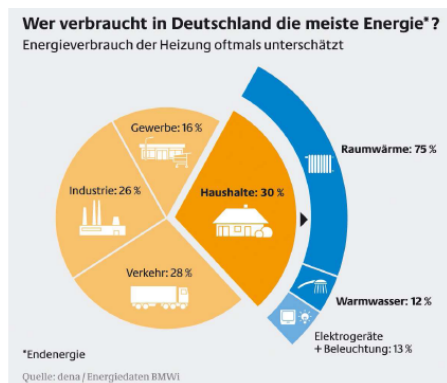 Wer verbraucht in Deutschland die meiste Energie*?
Energieverbrauch der Heizung oftmals unterschätzt
Gewerbe: 16 %
Raumwärme: 75 %
Industrie: 26 %
Haushalte: 30 %
Verkehr: 28 %
Warmwasser: 12 %
Elektrogeräte
+ Beleuchtung: 13 %
*Endenergie
Quelle: dena / Energiedaten BMWi